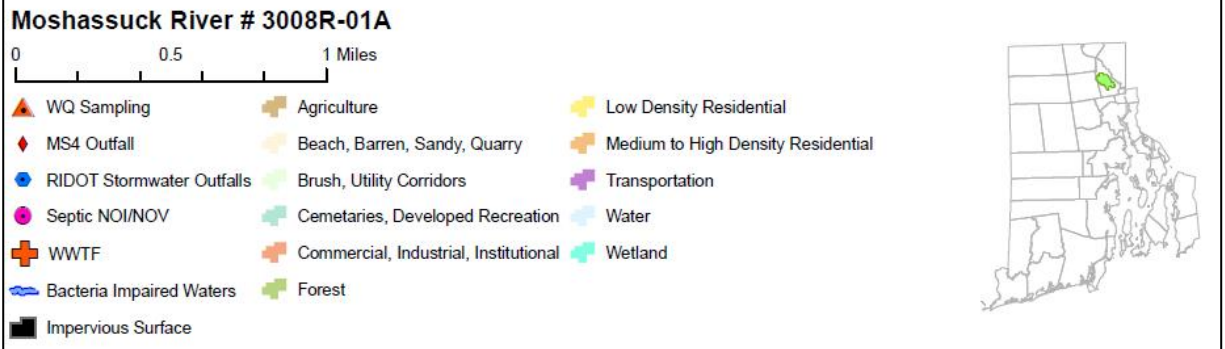 Moshassuck River # 3008R-01A
0 0.5 1 Miles
WQ Sampling
MS4 Outfall
RIDOT Stormwater Outfalls
Septic NOI/NOV
WWTF
Bacteria Impaired Waters
Impervious Surface
Agriculture
Beach, Barren, Sandy, Quarry
Brush, Utility Corridors
Cemetaries, Developed Recreation
Commercial, Industrial, Institutional
Forest
Low Density Residential
Medium to High Density Residential
Transportation
Water
Wetland